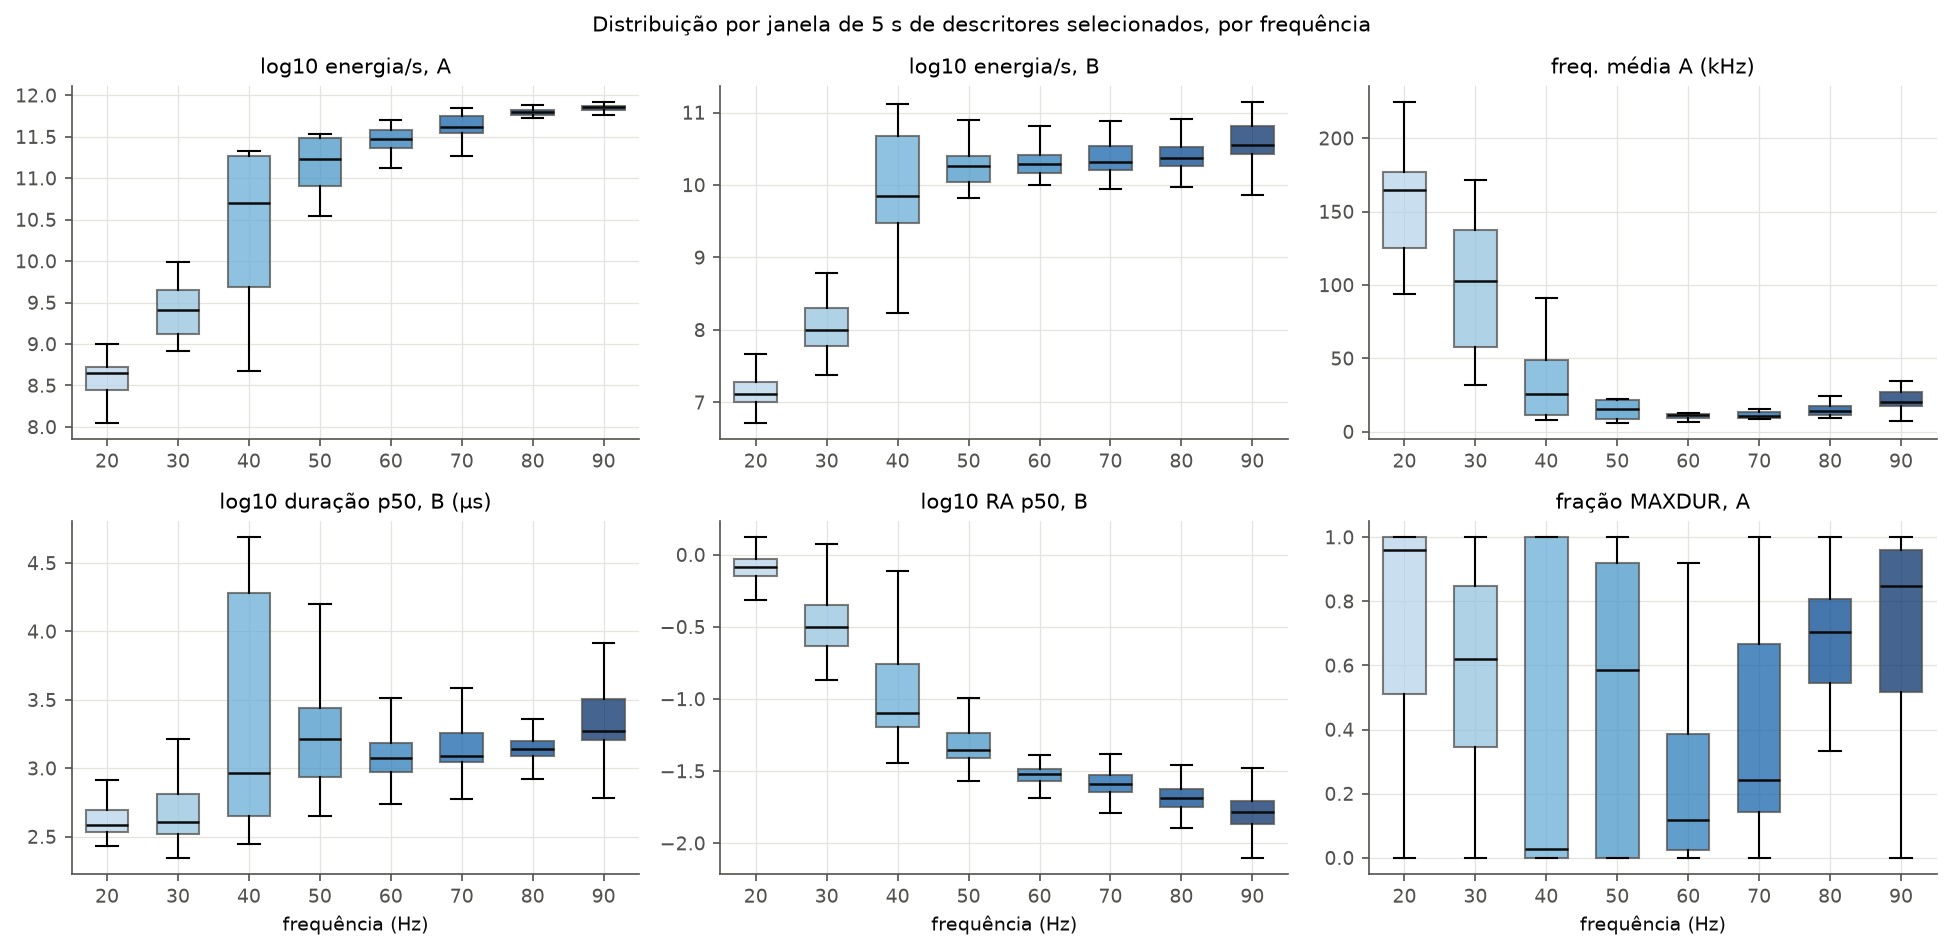 Distribuição por janela de 5 s de descritores selecionados, por frequência
log10 energia/s, A
12.0
11.5
11.0
10.5
10.0
9.5
9.0
8.5
8.0
20 30 40 50 60 70 80 90
log10 energia/s, B
11
10
9
8
7
20 30 40 50 60 70 80 90
freq. média A (kHz)
200
150
100
50
0
20 30 40 50 60 70 80 90
log10 duração p50, B (µs)
4.5
4.0
3.5
3.0
2.5
20 30 40 50 60 70 80 90
frequência (Hz)
log10 RA p50, B
0.0
−0.5
−1.0
−1.5
−2.0
20 30 40 50 60 70 80 90
frequência (Hz)
fração MAXDUR, A
1.0
0.8
0.6
0.4
0.2
0.0
20 30 40 50 60 70 80 90
frequência (Hz)